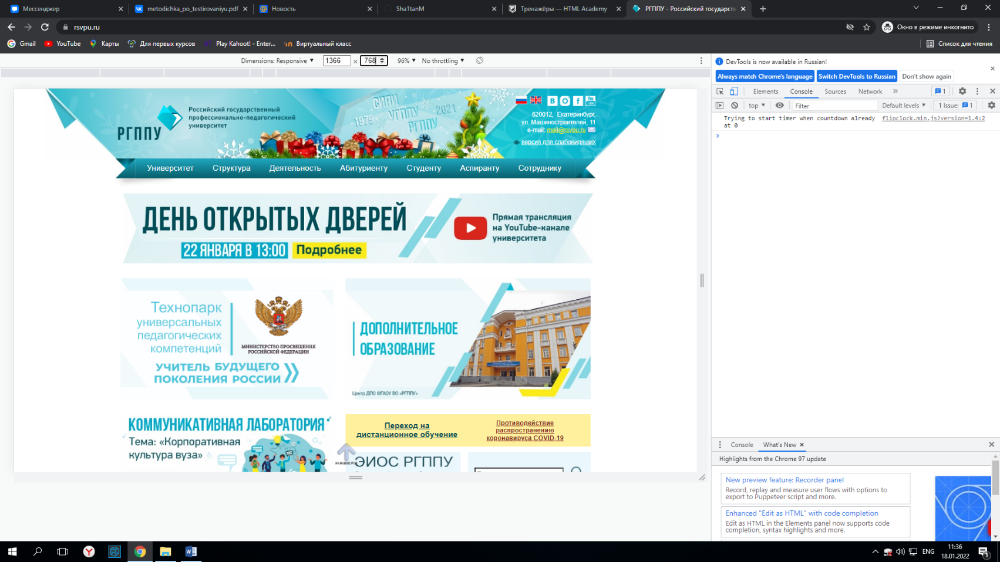 Мессенджер
metodichka_po_testirovaniyu.pdf
Новость
Sha1tanM
Тренажёры — HTML Academy
РГППУ - Российский государств
rsvpu.ru
Окно в режиме инкогнито
Gmail
YouTube
Карты
Для первых курсов
Play Kahoot! - Enter...
Виртуальный класс
Список для чтения
Dimensions: Responsive
1366 × 768
96%
No throttling
РГППУ
Российский государственный
профессионально-педагогический
университет
СИПИ
УГППУ
1979
РГППУ
2021
You
Tube
620012, Екатеринбург,
ул. Машиностроителей, 11
e-mail: mail@rsvpu.ru
версия для слабовидящих
Университет
Структура
Деятельность
Абитуриенту
Студенту
Аспиранту
Сотруднику
ДЕНЬ ОТКРЫТЫХ ДВЕРЕЙ
22 ЯНВАРЯ В 13:00 Подробнее
Прямая трансляция
на YouTube-канале
университета
Технопарк
универсальных
педагогических
компетенций
МИНИСТЕРСТВО ПРОСВЕЩЕНИЯ
РОССИЙСКОЙ ФЕДЕРАЦИИ
УЧИТЕЛЬ БУДУЩЕГО
ПОКОЛЕНИЯ РОССИИ
ДОПОЛНИТЕЛЬНОЕ
ОБРАЗОВАНИЕ
Центр ДПО ФГАОУ ВО «РГППУ»
КОММУНИКАТИВНАЯ ЛАБОРАТОРИЯ
Тема: «Корпоративная
культура вуза»
Переход на
дистанционное обучение
Противодействие
распространению
коронавируса COVID-19
НАВЕРХ
ЭИОС РГППУ
DevTools is now available in Russian!
Always match Chrome's language
Switch DevTools to Russian
Don't show again
Elements
Console
Sources
Network
1
top
Filter
Default levels
1 Issue: 1
Trying to start timer when countdown already
at 0
flipclock.min.js?version=1.4:2
Console
What's New
Highlights from the Chrome 97 update
New preview feature: Recorder panel
Record, replay and measure user flows with options to
export to Puppeteer script and more.
Enhanced "Edit as HTML" with code completion
Edit as HTML in the Elements panel now supports code
completion, syntax highlights and more.
ENG
11:36
18.01.2022
1